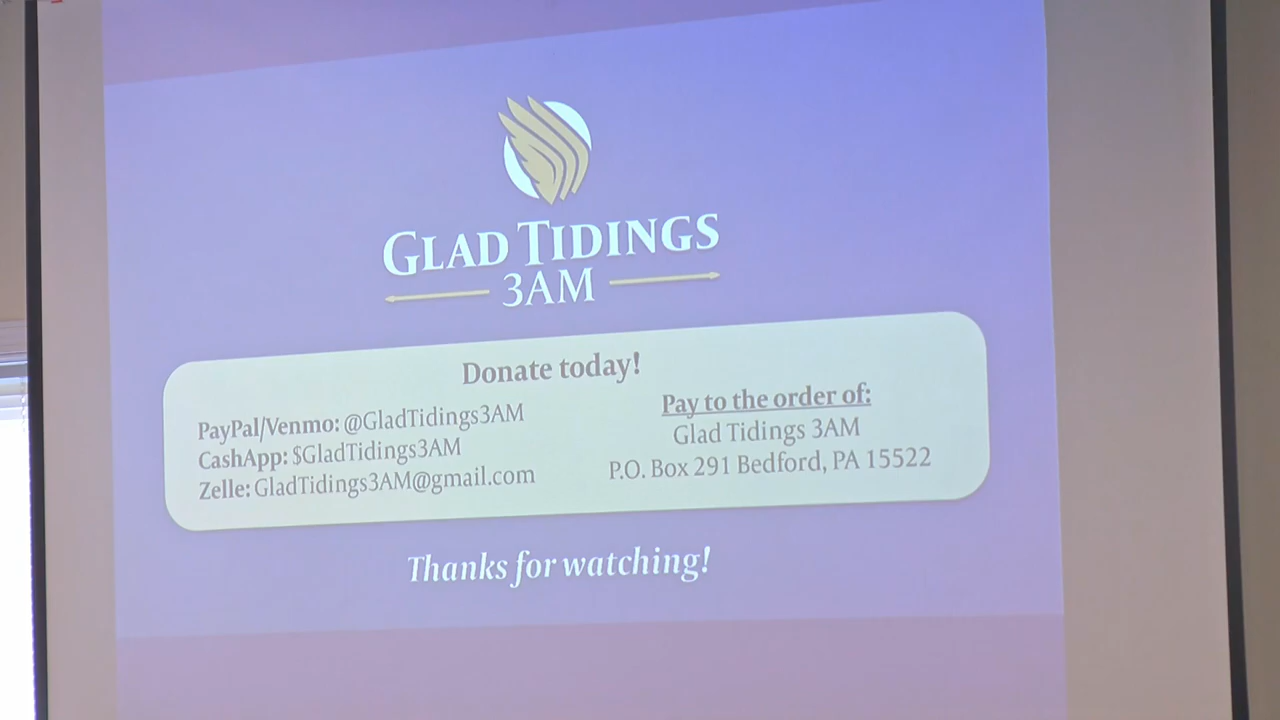 GLAD TIDINGS
3AM
Donate today!
PayPal/Venmo: @GladTidings3AM
CashApp: $GladTidings3AM
Zelle: GladTidings3AM@gmail.com
Pay to the order of:
Glad Tidings 3AM
P.O. Box 291 Bedford, PA 15522
Thanks for watching!